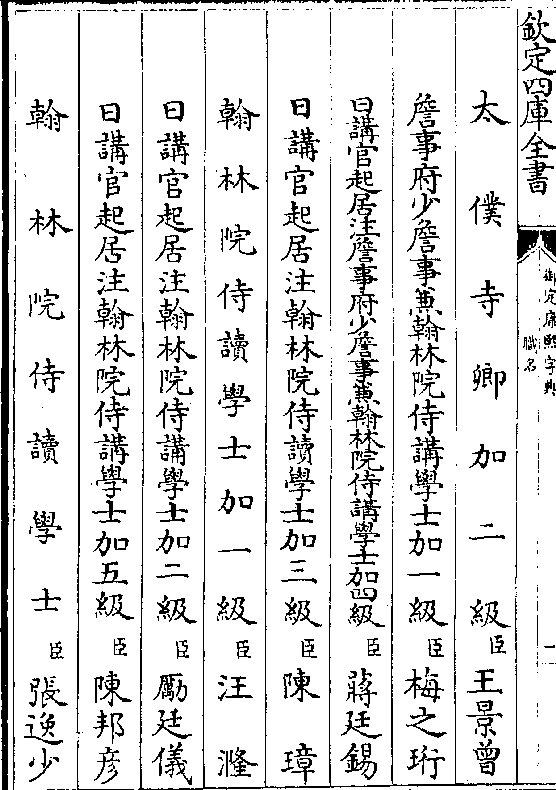 欽定四庫全書
御定康熙字典
職名
一
太僕寺卿加二級臣王景曾
詹事府少詹事兼翰林院侍講學士加一級臣梅之珩
日講官起居注詹事府少詹事兼翰林院侍講學士加四級臣蔣廷錫
日講官起居注翰林院侍讀學士加三級臣陳璋
翰林院侍讀學士加一級臣汪漋
日講官起居注翰林院侍講學士加二級臣勵廷儀
日講官起居注翰林院侍講學士加五級臣陳邦彥
翰林院侍讀學士臣張逸少